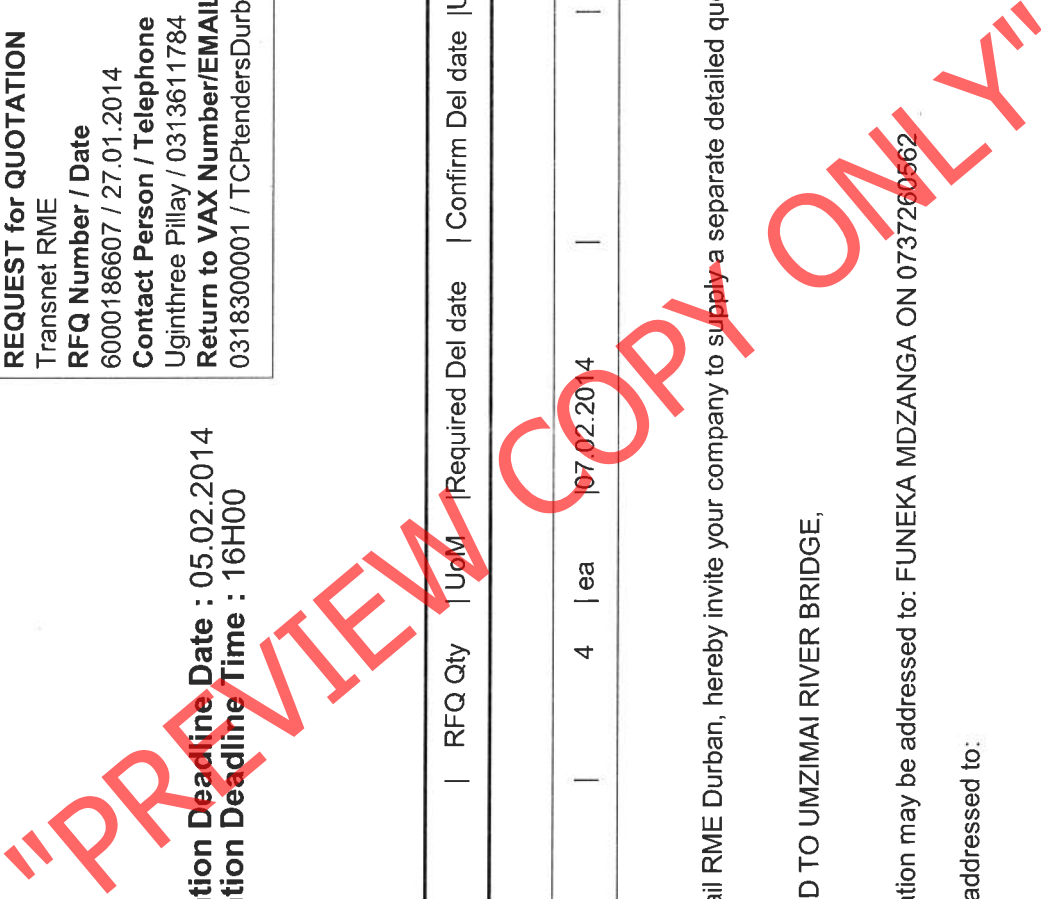 REQUEST for QUOTATION
Transnet RME
RFQ Number / Date
6000186607 / 27.01.2014
Contact Person / Telephone
Uginthree Pillay / 0313611784
Return to VAX Number/EMAIL
0318300001 / TCPtendersDurb
tion Deadline Date : 05.02.2014
tion Deadline Time : 16H00
| RFQ Qty | UoM |Required Del date | Confirm Del date |U
| 4 | ea |07.02.2014 | |
ail RME Durban, hereby invite your company to supply a separate detailed quo
D TO UMZIMAI RIVER BRIDGE,
ation may be addressed to: FUNEKA MDZANGA ON 0737260562
addressed to:
"PREVIEW COPY ONLY"